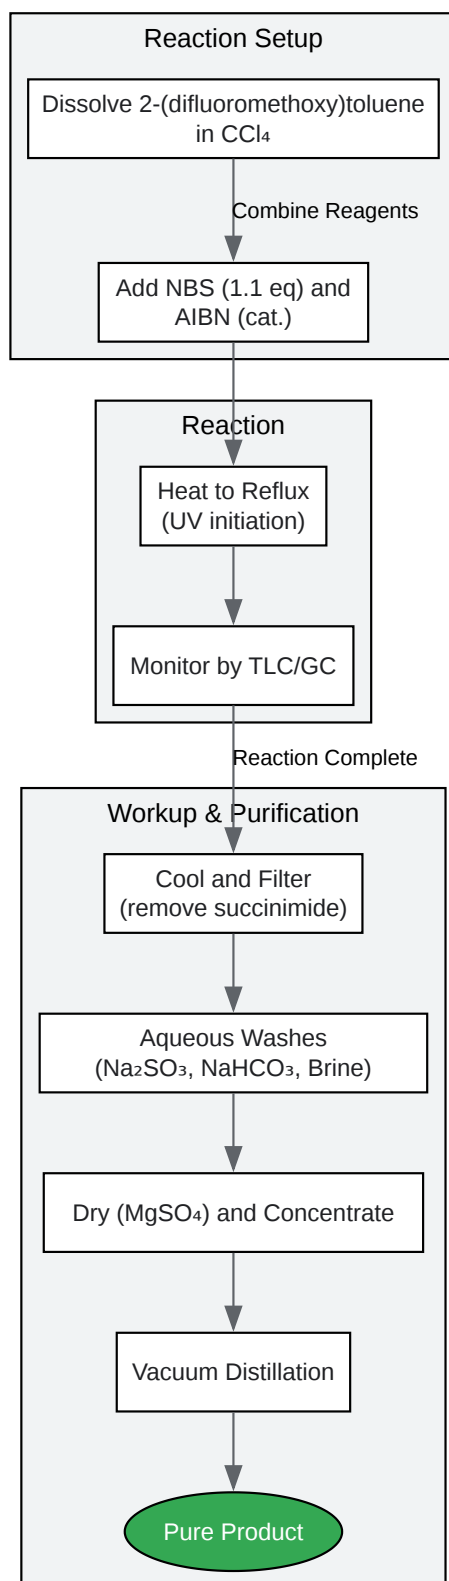 Reaction Setup
Dissolve 2-(difluoromethoxy)toluene
in CCl₄
Combine Reagents
Add NBS (1.1 eq) and
AIBN (cat.)
Reaction
Heat to Reflux
(UV initiation)
Monitor by TLC/GC
Reaction Complete
Workup & Purification
Cool and Filter
(remove succinimide)
Aqueous Washes
(Na₂SO₃, NaHCO₃, Brine)
Dry (MgSO₄) and Concentrate
Vacuum Distillation
Pure Product